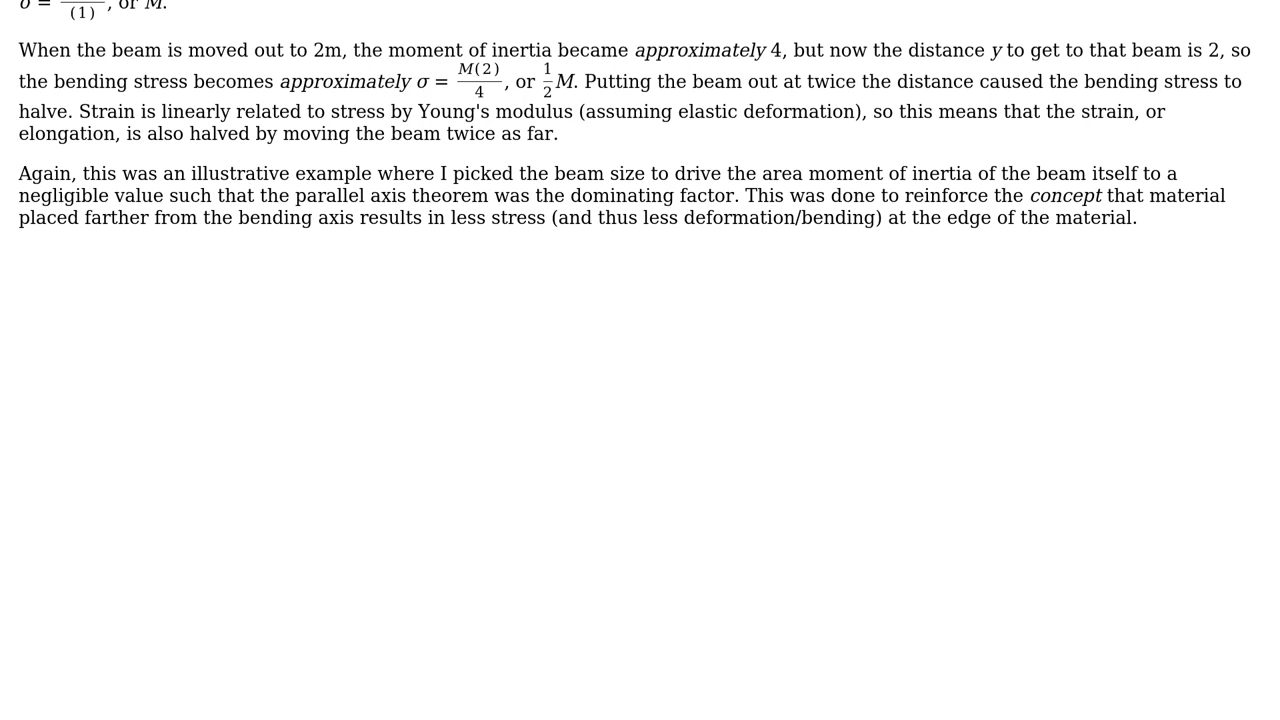 σ = (1), or M.
When the beam is moved out to 2m, the moment of inertia became approximately 4, but now the distance y to get to that beam is 2, so
the bending stress becomes approximately σ = M(2)/4, or 1/2 M. Putting the beam out at twice the distance caused the bending stress to
halve. Strain is linearly related to stress by Young's modulus (assuming elastic deformation), so this means that the strain, or
elongation, is also halved by moving the beam twice as far.
Again, this was an illustrative example where I picked the beam size to drive the area moment of inertia of the beam itself to a
negligible value such that the parallel axis theorem was the dominating factor. This was done to reinforce the concept that material
placed farther from the bending axis results in less stress (and thus less deformation/bending) at the edge of the material.